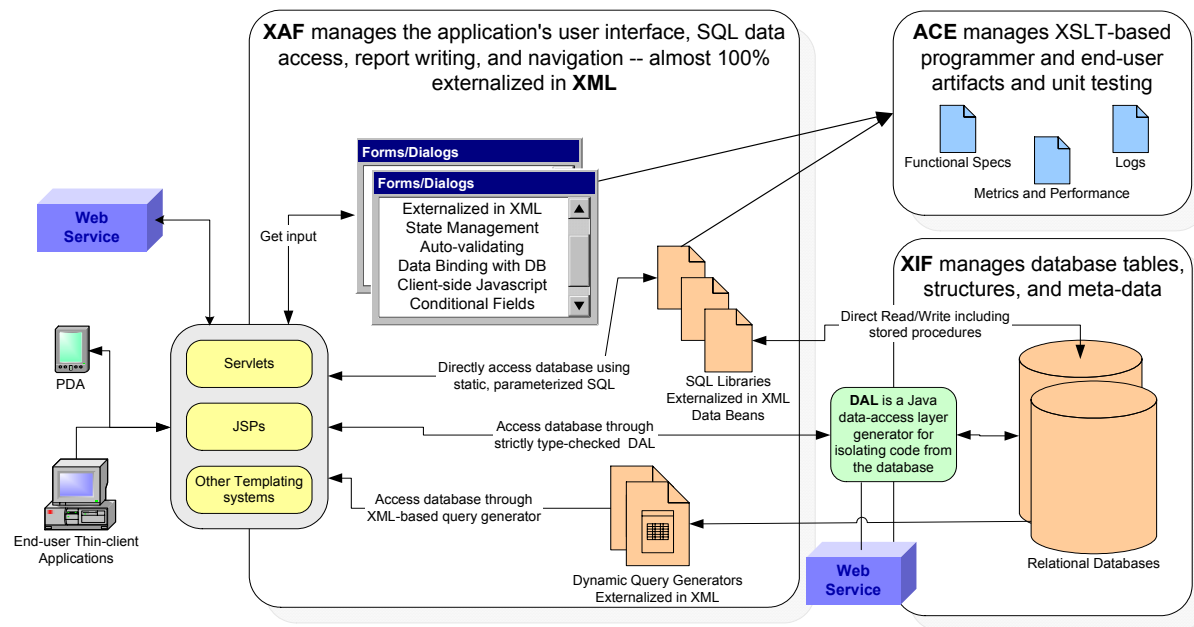 XAF manages the application's user interface, SQL data
access, report writing, and navigation -- almost 100%
externalized in XML
ACE manages XSLT-based
programmer and end-user
artifacts and unit testing
Functional Specs
Logs
Metrics and Performance
Forms/Dialogs
Forms/Dialogs
Externalized in XML
State Management
Auto-validating
Data Binding with DB
Client-side Javascript
Conditional Fields
Web
Service
Get input
XIF manages database tables,
structures, and meta-data
Direct Read/Write including
stored procedures
PDA
Servlets
JSPs
Other Templating
systems
Directly access database using
static, parameterized SQL
SQL Libraries
Externalized in XML
Data Beans
DAL is a Java
data-access layer
generator for
isolating code from
the database
Access database through
strictly type-checked DAL
Access database through
XML-based query generator
End-user Thin-client
Applications
Dynamic Query Generators
Externalized in XML
Web
Service
Relational Databases